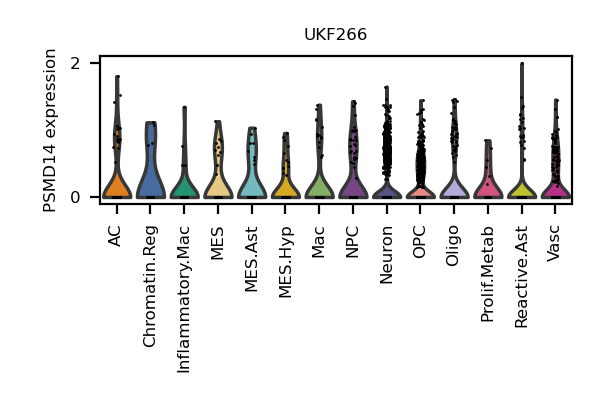 UKF266
PSMD14 expression
2
0
AC
Chromatin.Reg
Inflammatory.Mac
MES
MES.Ast
MES.Hyp
Mac
NPC
Neuron
OPC
Oligo
Prolif.Metab
Reactive.Ast
Vasc